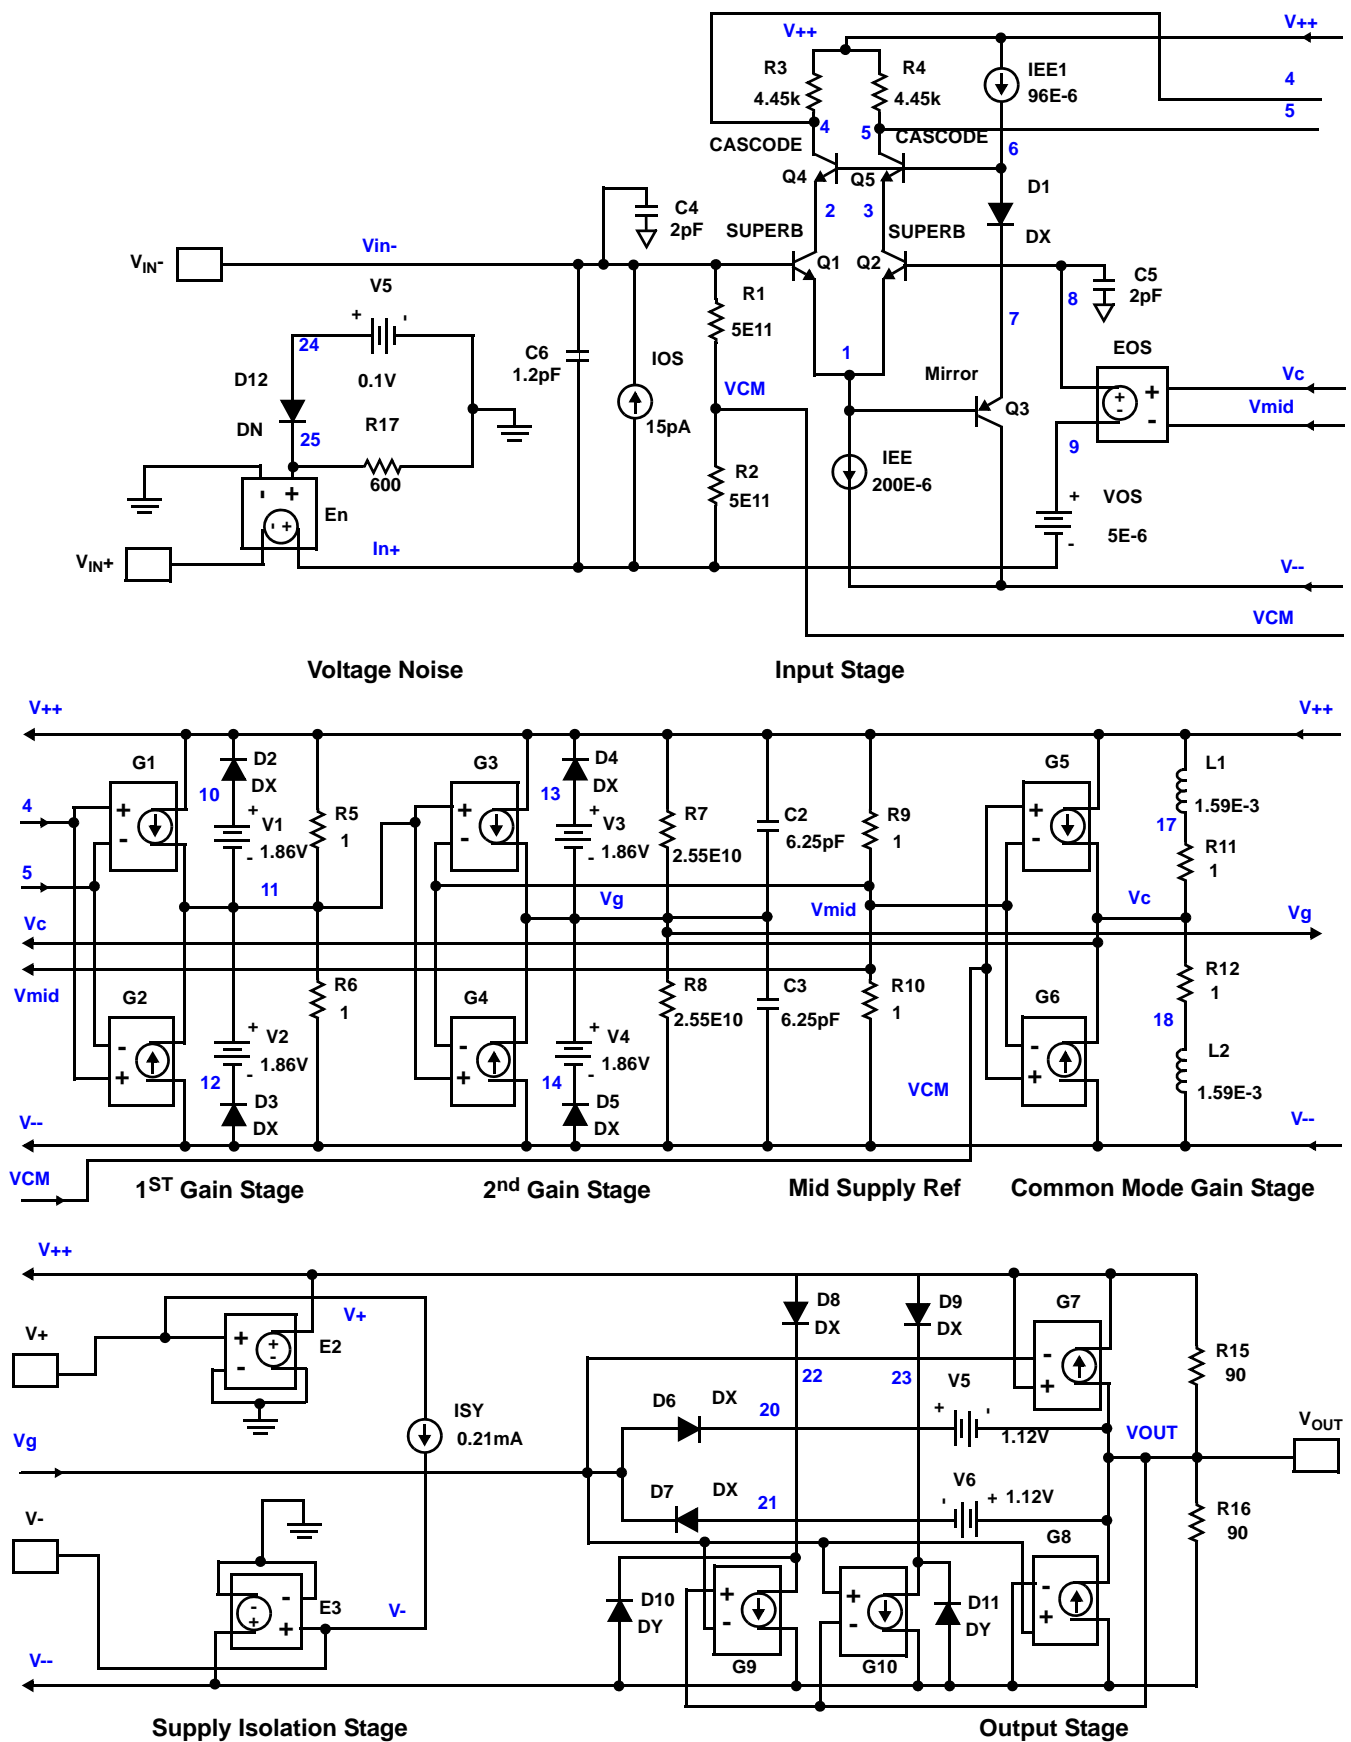 V++
V++
R3
4.45k
R4
4.45k
IEE1
96E-6
4
5
4
5
CASCODE
CASCODE
6
Q4
Q5
D1
DX
C4
2pF
2
3
SUPERB
SUPERB
Vin-
VIN-
Q1
Q2
C5
2pF
8
V5
+ -
R1
5E11
7
24
C6
1.2pF
IOS
1
EOS
D12
0.1V
VCM
Mirror
Vc
+
-
+
-
DN
R17
15pA
Q3
Vmid
25
9
R2
5E11
IEE
200E-6
600
- +
En
- +
+
VOS
5E-6
-
VIN+
In+
V--
VCM
Voltage Noise
Input Stage
V++
V++
G1
D2
DX
G3
D4
DX
G5
L1
10
13
4
+
-
+
V1
1.86V
-
R5
1
+
-
+
V3
1.86V
-
R7
2.55E10
C2
6.25pF
R9
1
+
-
1.59E-3
17
R11
1
5
11
Vg
Vmid
Vc
Vg
Vc
Vmid
G2
R6
1
G4
R8
2.55E10
C3
6.25pF
R10
1
G6
R12
1
18
-
+
+
V2
1.86V
-
-
+
+
V4
1.86V
-
-
+
L2
1.59E-3
12
14
VCM
D3
DX
D5
DX
V--
V--
VCM
1ST Gain Stage
2nd Gain Stage
Mid Supply Ref
Common Mode Gain Stage
V++
D8
DX
D9
DX
G7
V+
V+
+
-
+
-
E2
-
+
R15
90
22
23
V5
D6
DX
20
+ -
1.12V
ISY
0.21mA
VOUT
VOUT
Vg
V6
D7
DX
21
- +
1.12V
V-
R16
90
G8
-
+
-
+
E3
V-
D10
DY
+
-
+
-
D11
DY
-
+
G9
G10
V--
Supply Isolation Stage
Output Stage